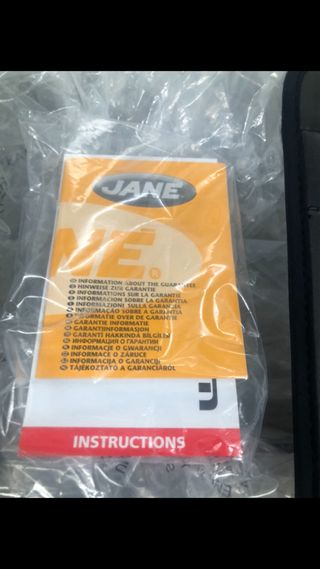 JANE
NE®
INFORMATION ABOUT THE GUARANTEE
HINWEISE ZUR GARANTIE
INFORMATIONS SUR LA GARANTIE
INFORMACION SOBRE LA GARANTIA
INFORMAZIONI SULLA GARANZIA
INFORMAÇÃO SOBRE A GARANTIA
INFORMATIE OVER DE GARANTIE
GARANTIE INFORMATIE
GARANTIINFORMASJON
GARANTI HAKKINDA BILGILER
ИНФОРМАЦИЯ О ГАРАНТИИ
INFORMACJE O GWARANCJI
INFORMACE O ZÁRUCE
INFORMACIJA O GARANCIJI
TÁJÉKOZTATÓ A GARANCIÁRÓL
INSTRUCTIONS